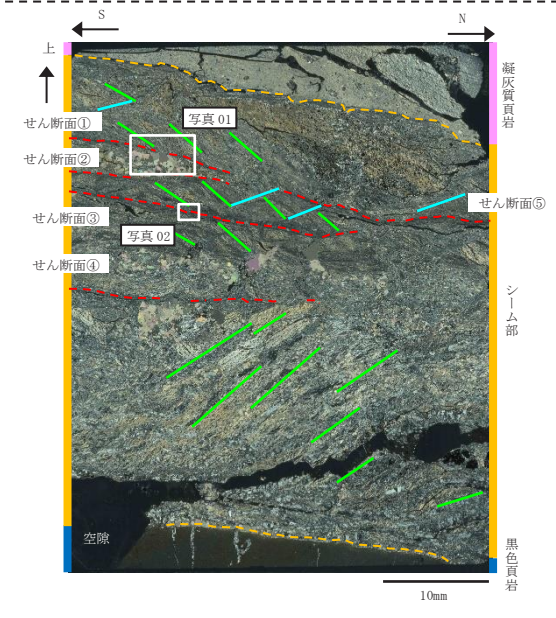 S
N
上
凝灰質頁岩
写真 01
せん断面①
せん断面②
せん断面③
せん断面⑤
写真 02
せん断面④
シーム部
空隙
黒色頁岩
10mm